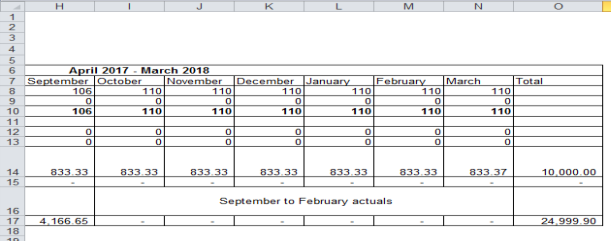 H I J K L M N O
1
2
3
4
5
6 April 2017 - March 2018
7 September October November December January February March Total
8 106 110 110 110 110 110 110
9 0 0 0 0 0 0 0
10 106 110 110 110 110 110 110
11
12 0 0 0 0 0 0 0
13 0 0 0 0 0 0 0
14 833.33 833.33 833.33 833.33 833.33 833.33 833.37 10,000.00
15 - - - - - - - -
16 September to February actuals
17 4,166.65 - - - - - - 24,999.90
18
19